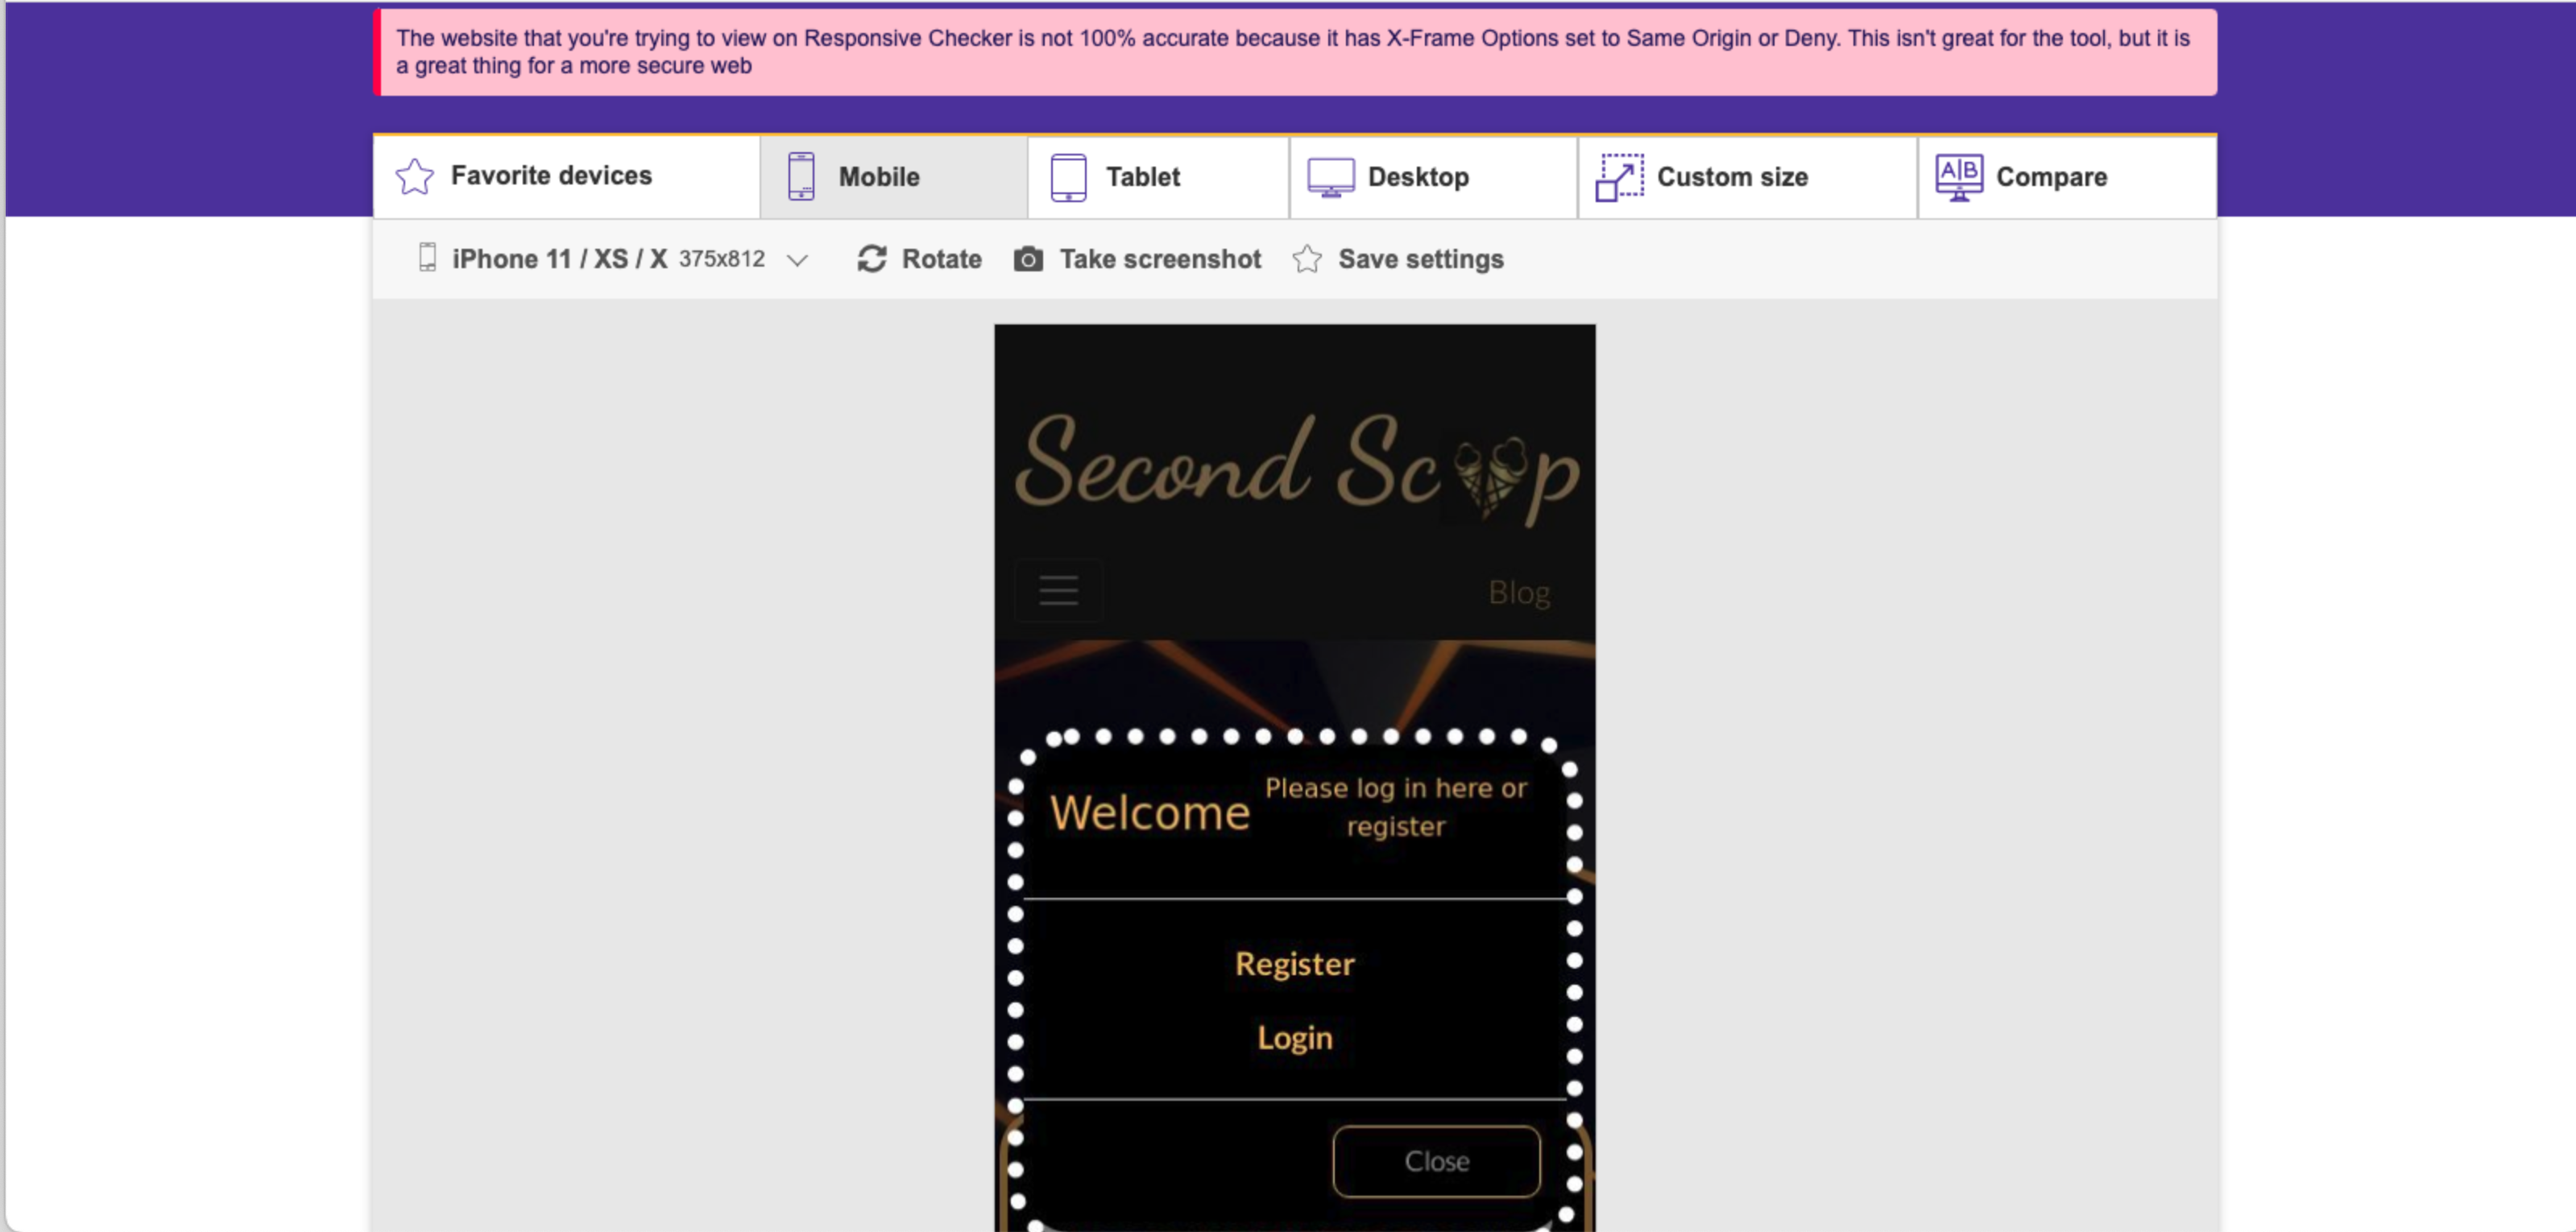 The website that you're trying to view on Responsive Checker is not 100% accurate because it has X-Frame Options set to Same Origin or Deny. This isn't great for the tool, but it is
a great thing for a more secure web
Favorite devices
Mobile
Tablet
Desktop
Custom size
A|B
Compare
iPhone 11 / XS / X 375x812
Rotate
Take screenshot
Save settings
Second Scp
Blog
Welcome
Please log in here or
register
Register
Login
Close